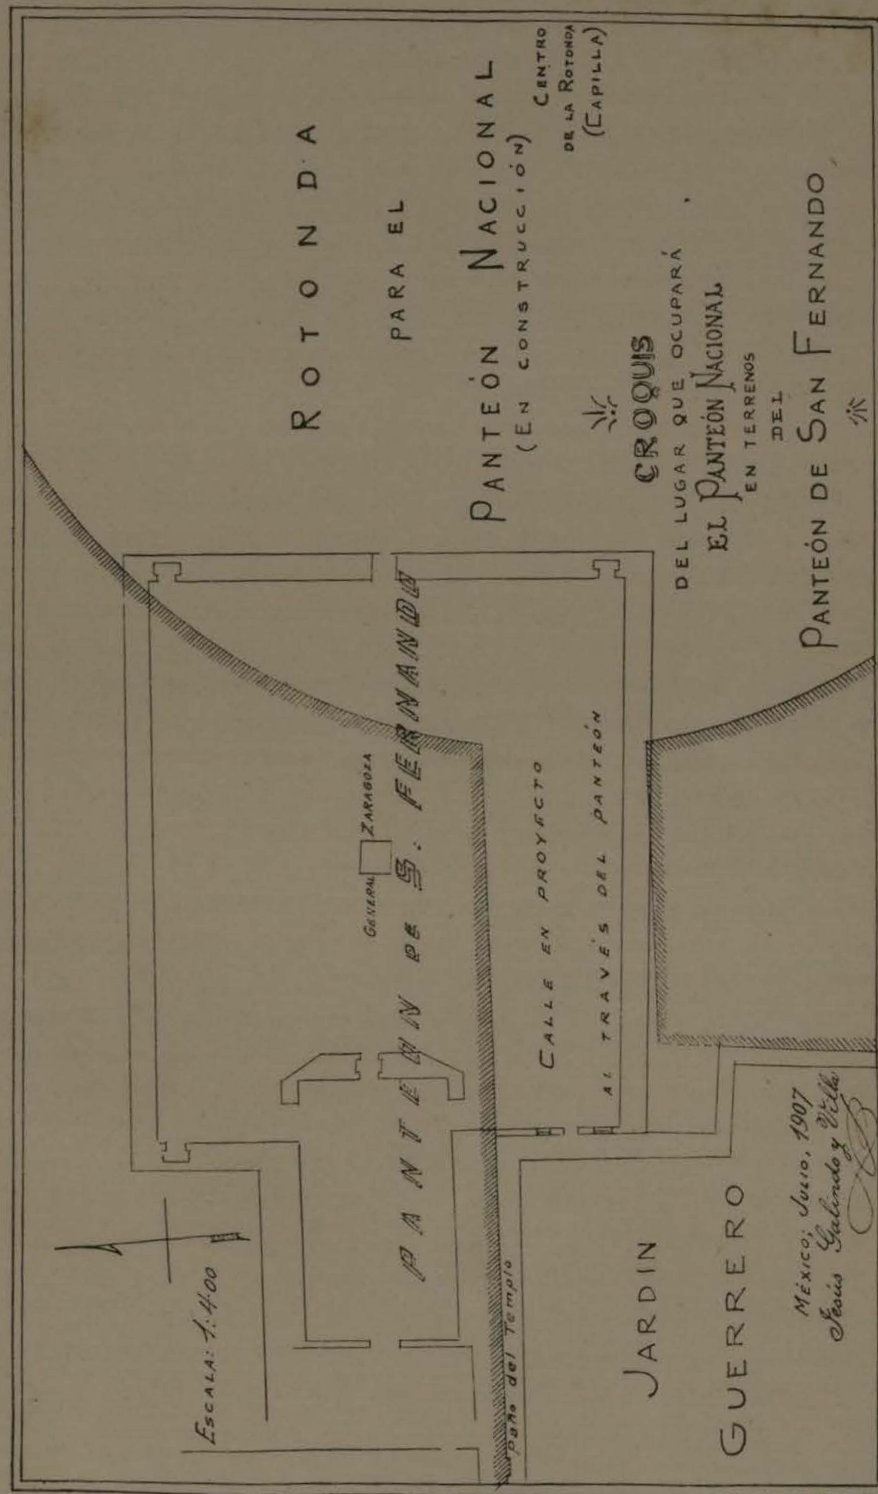 ROTONDA
PARA EL
PANTEÓN NACIONAL
(EN CONSTRUCCIÓN)
CENTRO
DE LA ROTONDA
(CAPILLA)
CROQUIS
DEL LUGAR QUE OCUPARÁ
EL PANTEÓN NACIONAL
EN TERRENOS
DEL
PANTEÓN DE SAN FERNANDO
GENERAL ZARAGOZA
PANTEON DE S. FERNANDO
CALLE EN PROYECTO
AL TRAVÉS DEL PANTEÓN
ESCALA: 1:400
Paño del Templo
JARDIN
GUERRERO
MÉXICO; JULIO, 1907
Jesús Galindo y Villa